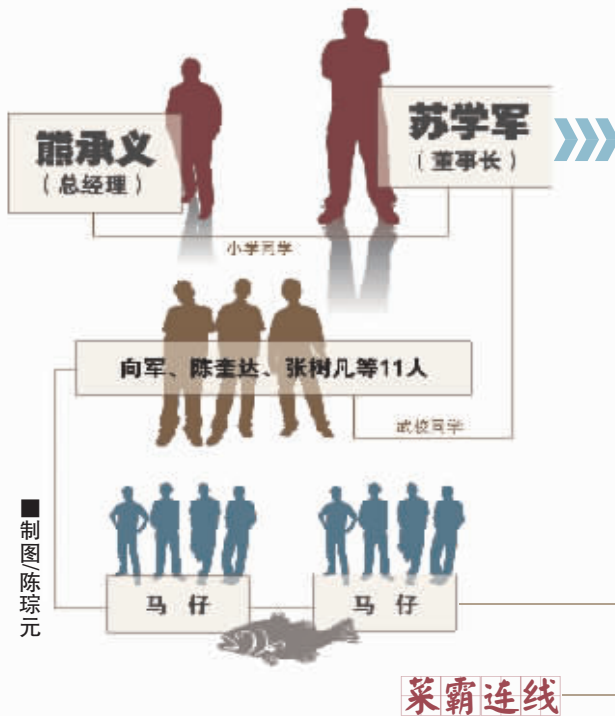 熊承义
（总经理）
苏学军
（董事长）
小学同学
向军、陈奎达、张树凡等11人
武校同学
马 仔
马 仔
■制图/陈琮元
菜霸连线